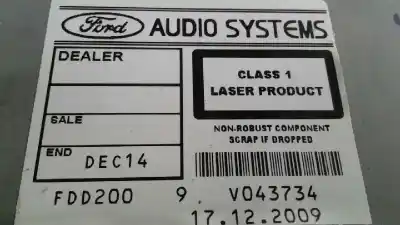 Ford AUDIO SYSTEMS
DEALER
CLASS 1
LASER PRODUCT
SALE
NON-ROBUST COMPONENT
SCRAP IF DROPPED
END DEC14
FDD200 9 V043734
17.12.2009